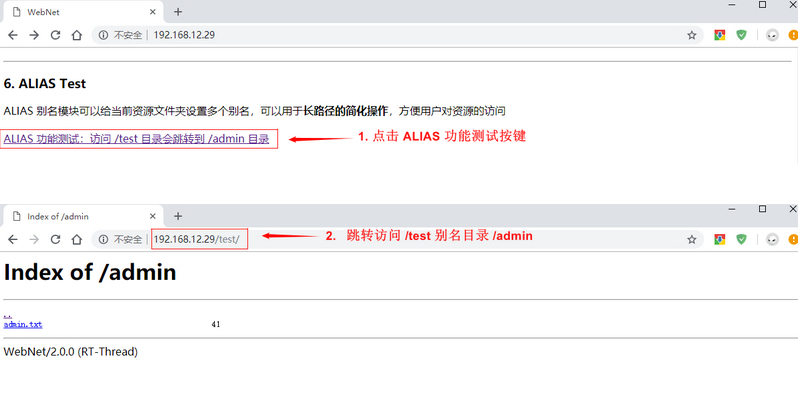 WebNet
不安全 192.168.12.29
6. ALIAS Test
ALIAS 别名模块可以给当前资源文件夹设置多个别名，可以用于长路径的简化操作，方便用户对资源的访问
ALIAS 功能测试：访问 /test 目录会跳转到 /admin 目录
1. 点击 ALIAS 功能测试按键
Index of /admin
不安全 192.168.12.29/test/
2. 跳转访问 /test 别名目录 /admin
Index of /admin
..
admin.txt 41
WebNet/2.0.0 (RT-Thread)